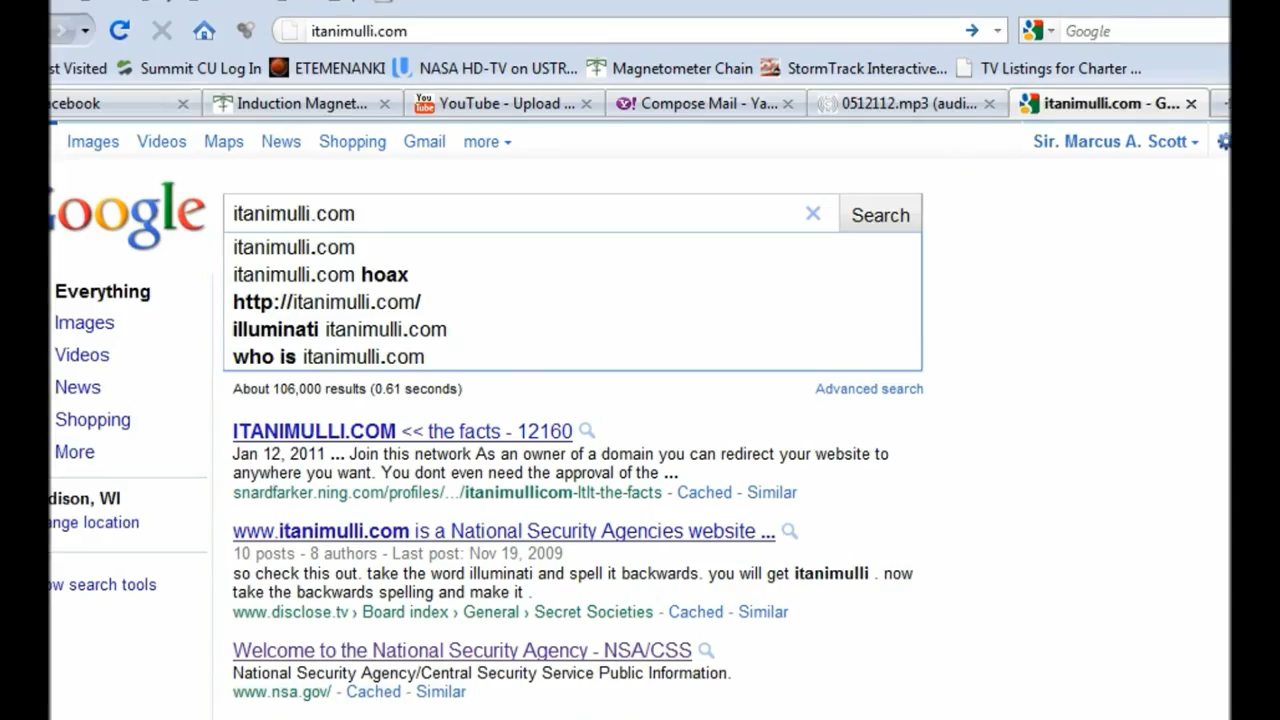 itanimulli.com
Google
st Visited Summit CU Log In ETEMENANKI NASA HD-TV on USTR... Magnetometer Chain StormTrack Interactive... TV Listings for Charter ...
cebook Induction Magnet... YouTube - Upload ... Compose Mail - Ya... 0512112.mp3 (audi... itanimulli.com - G...
Images Videos Maps News Shopping Gmail more Sir. Marcus A. Scott
Google
itanimulli.com
Search
itanimulli.com
itanimulli.com hoax
http://itanimulli.com/
illuminati itanimulli.com
who is itanimulli.com
Everything
Images
Videos
News
Shopping
More
dison, WI
ange location
ow search tools
About 106,000 results (0.61 seconds) Advanced search
ITANIMULLI.COM << the facts - 12160
Jan 12, 2011 ... Join this network As an owner of a domain you can redirect your website to
anywhere you want. You dont even need the approval of the ...
snardfarker.ning.com/profiles/.../itanimullicom-ltlt-the-facts - Cached - Similar
www.itanimulli.com is a National Security Agencies website ...
10 posts - 8 authors - Last post: Nov 19, 2009
so check this out. take the word illuminati and spell it backwards. you will get itanimulli . now
take the backwards spelling and make it .
www.disclose.tv › Board index › General › Secret Societies - Cached - Similar
Welcome to the National Security Agency - NSA/CSS
National Security Agency/Central Security Service Public Information.
www.nsa.gov/ - Cached - Similar